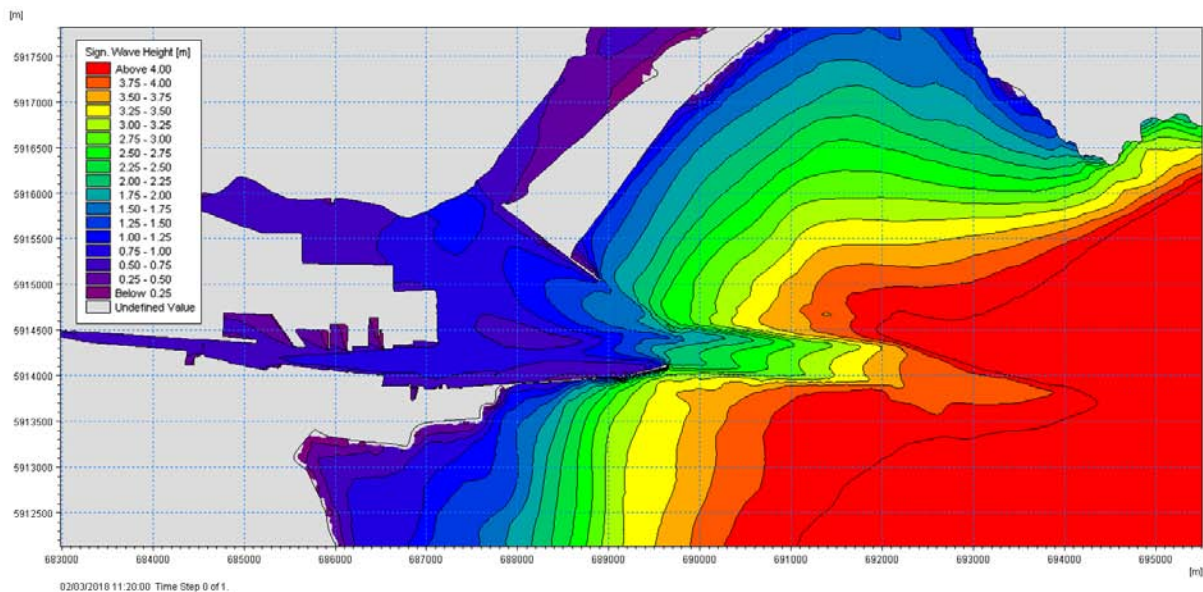 [m]
5917500
5917000
5916500
5916000
5915500
5915000
5914500
5914000
5913500
5913000
5912500
Sign. Wave Height [m]
Above 4.00
3.75 - 4.00
3.50 - 3.75
3.25 - 3.50
3.00 - 3.25
2.75 - 3.00
2.50 - 2.75
2.25 - 2.50
2.00 - 2.25
1.75 - 2.00
1.50 - 1.75
1.25 - 1.50
1.00 - 1.25
0.75 - 1.00
0.50 - 0.75
0.25 - 0.50
Below 0.25
Undefined Value
683000 684000 685000 686000 687000 688000 689000 690000 691000 692000 693000 694000 695000
[m]
02/03/2018 11:20:00 Time Step 0 of 1.